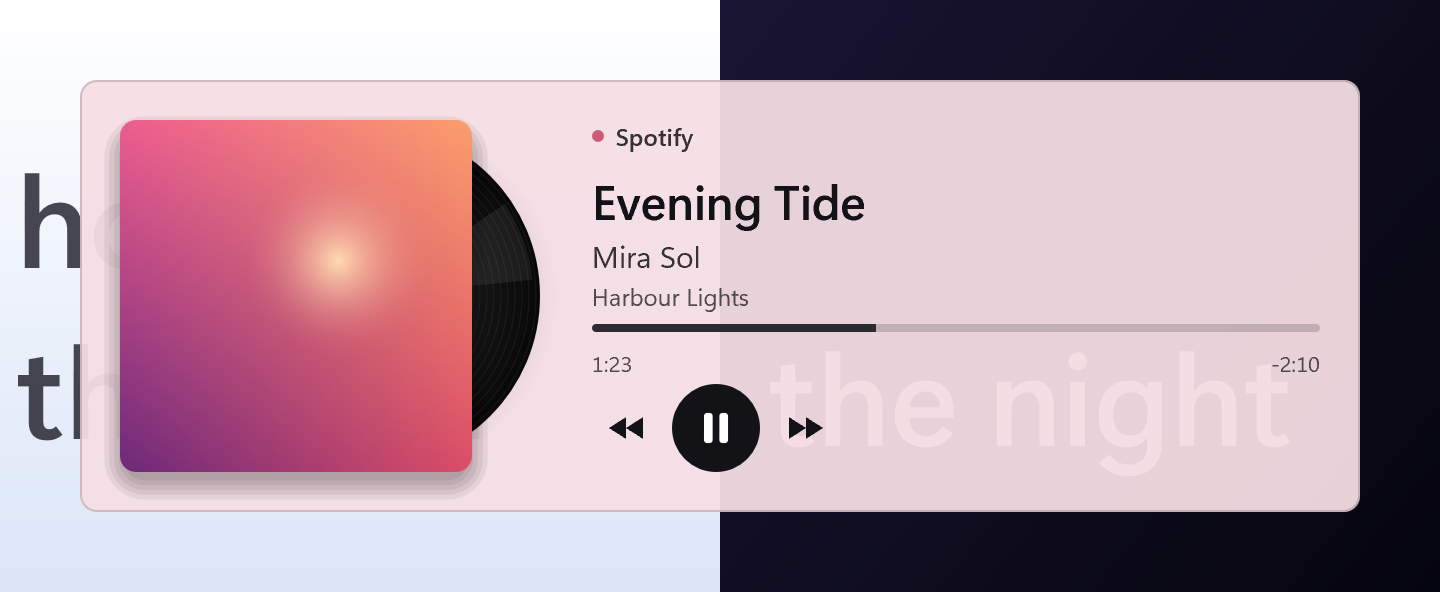 Spotify
Evening Tide
Mira Sol
Harbour Lights
1:23
-2:10
the night